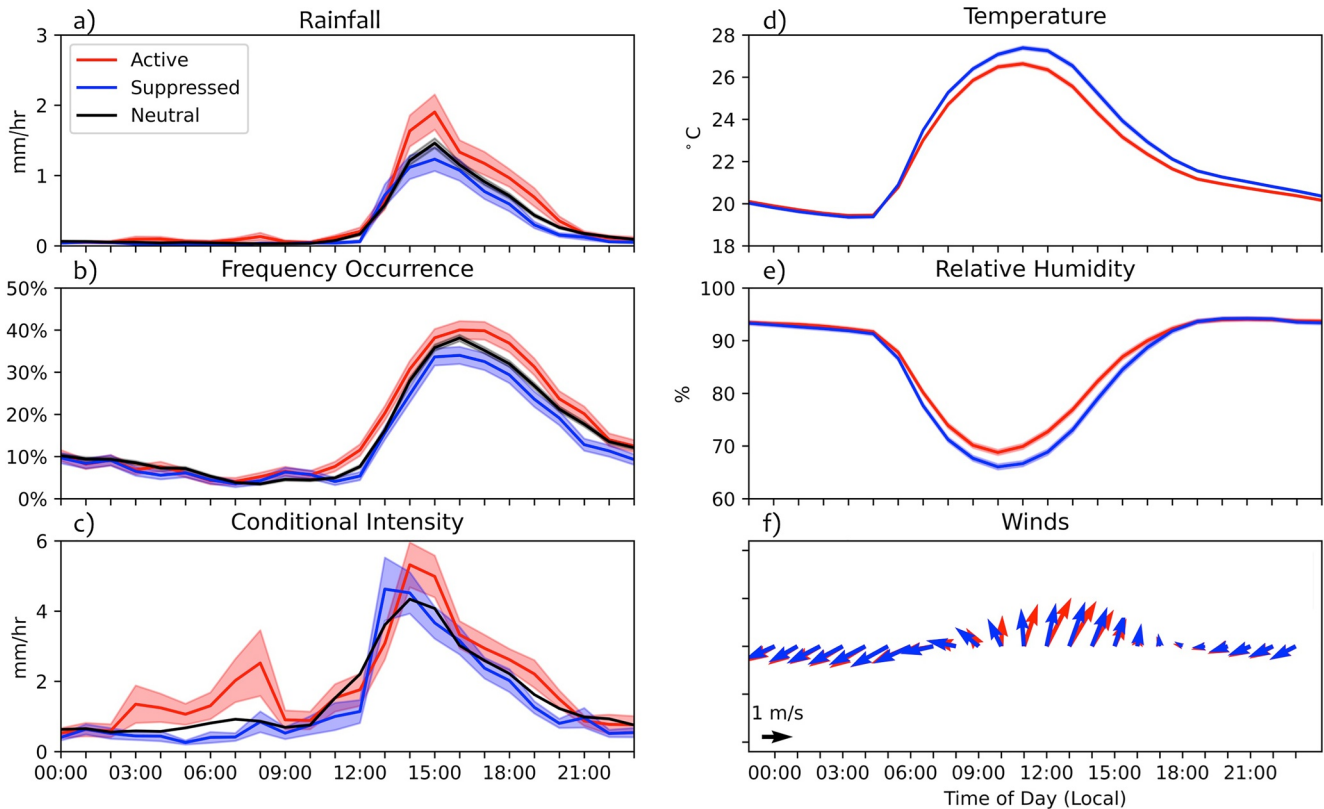 a) Rainfall
3
2
1
0
mm/hr
Active
Suppressed
Neutral
b) Frequency Occurrence
50%
40%
30%
20%
10%
0%
c) Conditional Intensity
6
4
2
0
mm/hr
00:00 03:00 06:00 09:00 12:00 15:00 18:00 21:00
d) Temperature
28
26
24
22
20
18
°C
e) Relative Humidity
100
90
80
70
60
%
f) Winds
1 m/s
00:00 03:00 06:00 09:00 12:00 15:00 18:00 21:00
Time of Day (Local)